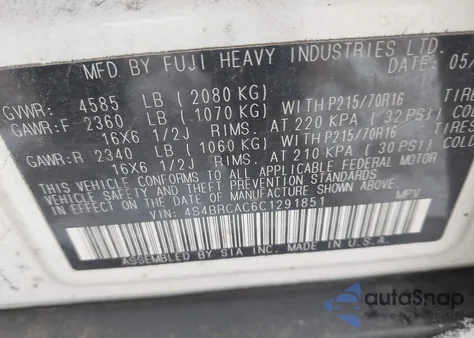 MFD. BY FUJI HEAVY INDUSTRIES LTD.
DATE: 05/
GVWR: 4585 LB (2080 KG)
GAWR:F 2360 LB (1070 KG) WITH P215/70R16 TIRE
16X6 1/2J RIMS. AT 220 KPA (32 PSI) COLD
GAWR:R 2340 LB (1060 KG) WITH P215/70R16
16X6 1/2J RIMS. AT 210 KPA (30 PSI) COLD
THIS VEHICLE CONFORMS TO ALL APPLICABLE FEDERAL MOTOR
VEHICLE SAFETY STANDARDS IN EFFECT ON THE
DATE OF MANUFACTURE SHOWN ABOVE.
VIN: 4S4BRCAC6C1291851 MPV
ASSEMBLED BY SIA INC. MADE IN U.S.A.
autoSnap